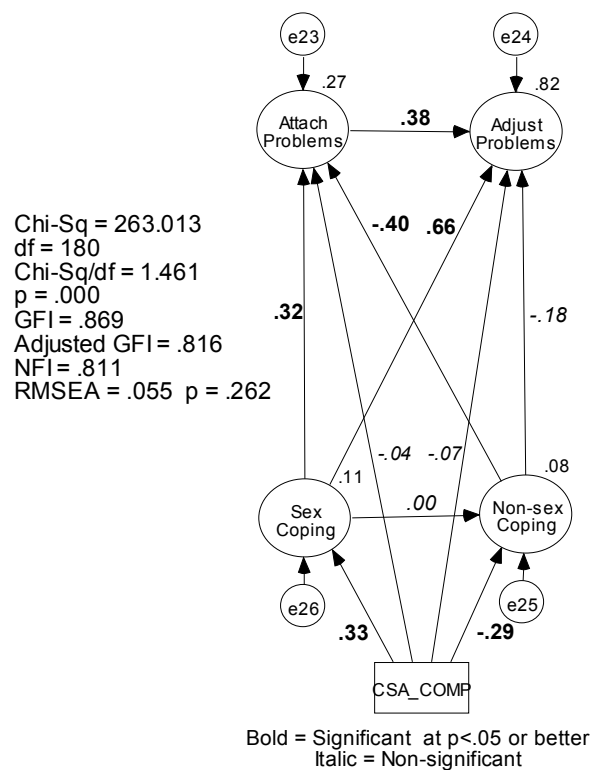 e23
e24
.27
.82
Attach
Problems
.38
Adjust
Problems
Chi-Sq = 263.013
df = 180
Chi-Sq/df = 1.461
p = .000
GFI = .869
Adjusted GFI = .816
NFI = .811
RMSEA = .055 p = .262
-.40
.66
.32
-.18
-.04
-.07
.11
.08
Sex
Coping
.00
Non-sex
Coping
e26
e25
.33
-.29
CSA_COMP
Bold = Significant at p<.05 or better
Italic = Non-significant